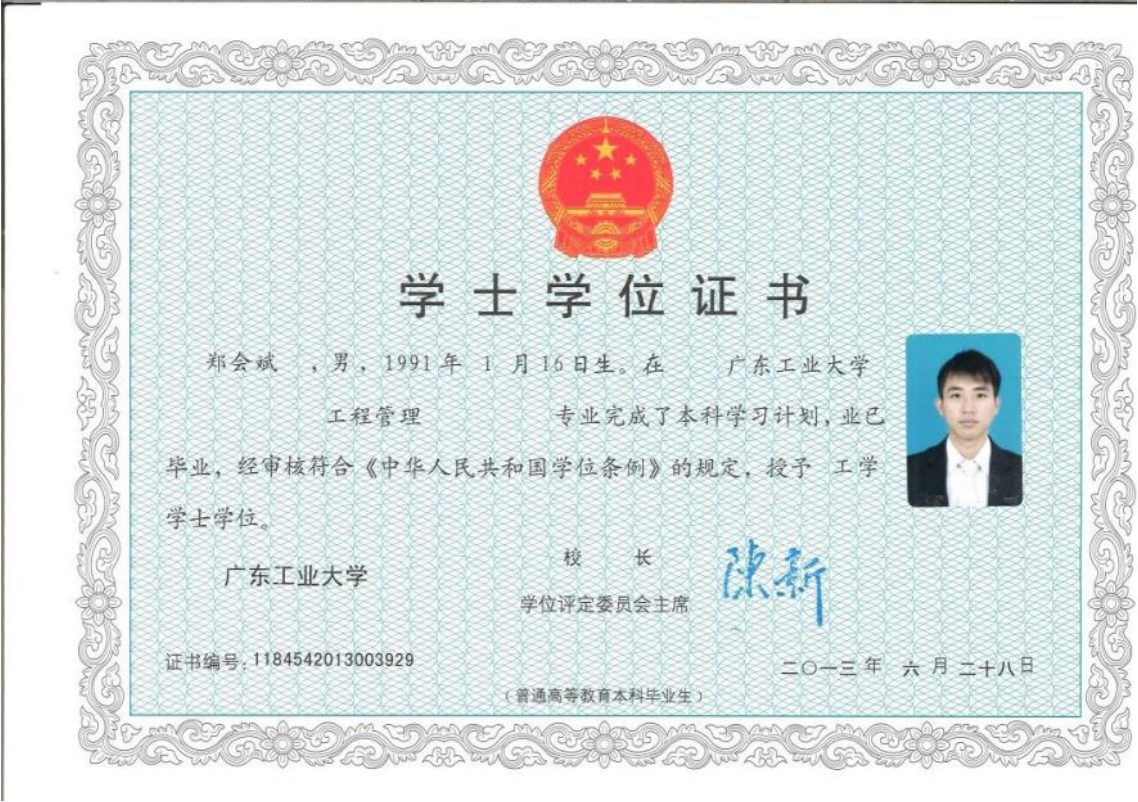 学士学位证书
郑会斌 ，男，1991年 1 月16日生。在 广东工业大学
工程管理 专业完成了本科学习计划，业已
毕业，经审核符合《中华人民共和国学位条例》的规定，授予 工学
学士学位。
广东工业大学
校 长 陳新
学位评定委员会主席
证书编号：1184542013003929
二〇一三 年 六 月 二十八日
（普通高等教育本科毕业生）